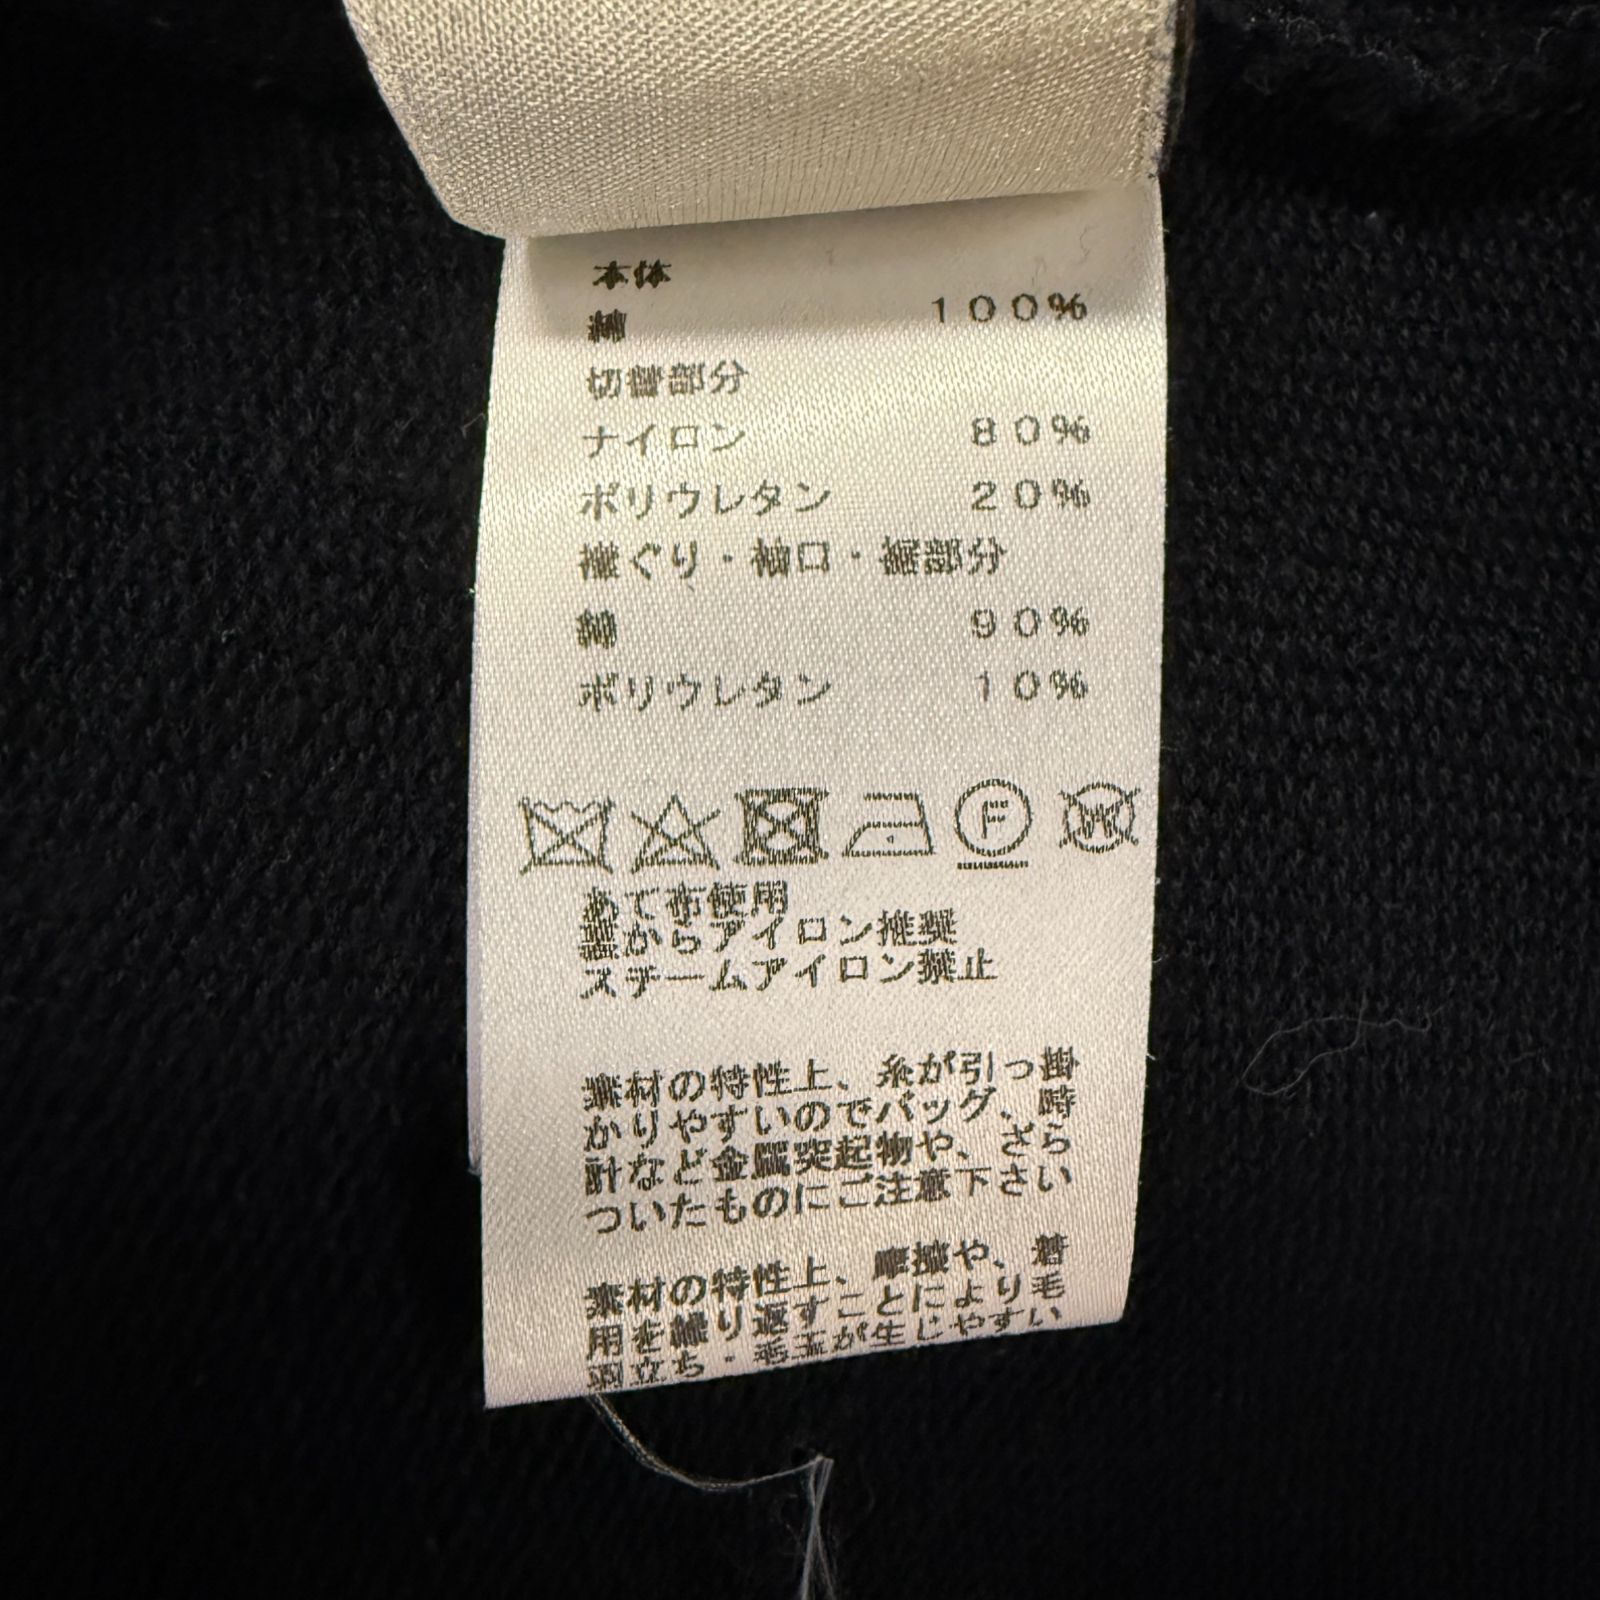 本体
綿 100%
切替部分
ナイロン 80%
ポリウレタン 20%
衿ぐり・袖口・裾部分
綿 90%
ポリウレタン 10%
F W
あて布使用
裏からアイロン推奨
スチームアイロン禁止
素材の特性上、糸が引っ掛
かりやすいのでバッグ、時
計など金属突起物や、ざら
ついたものにご注意下さい
素材の特性上、摩擦や、着
用を繰り返すことにより毛
羽立ち・毛玉が生じやすい